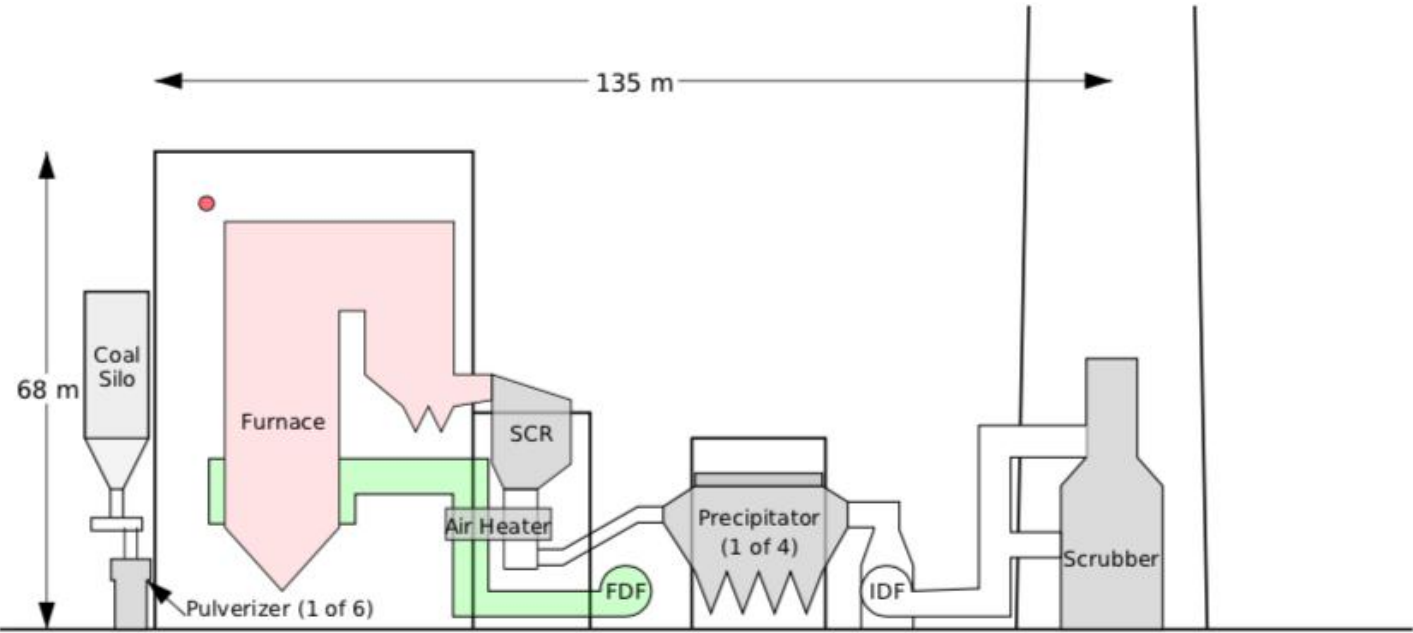 135 m
68 m
Coal
Silo
Furnace
SCR
Air Heater
Precipitator
(1 of 4)
Scrubber
FDF
IDF
Pulverizer (1 of 6)